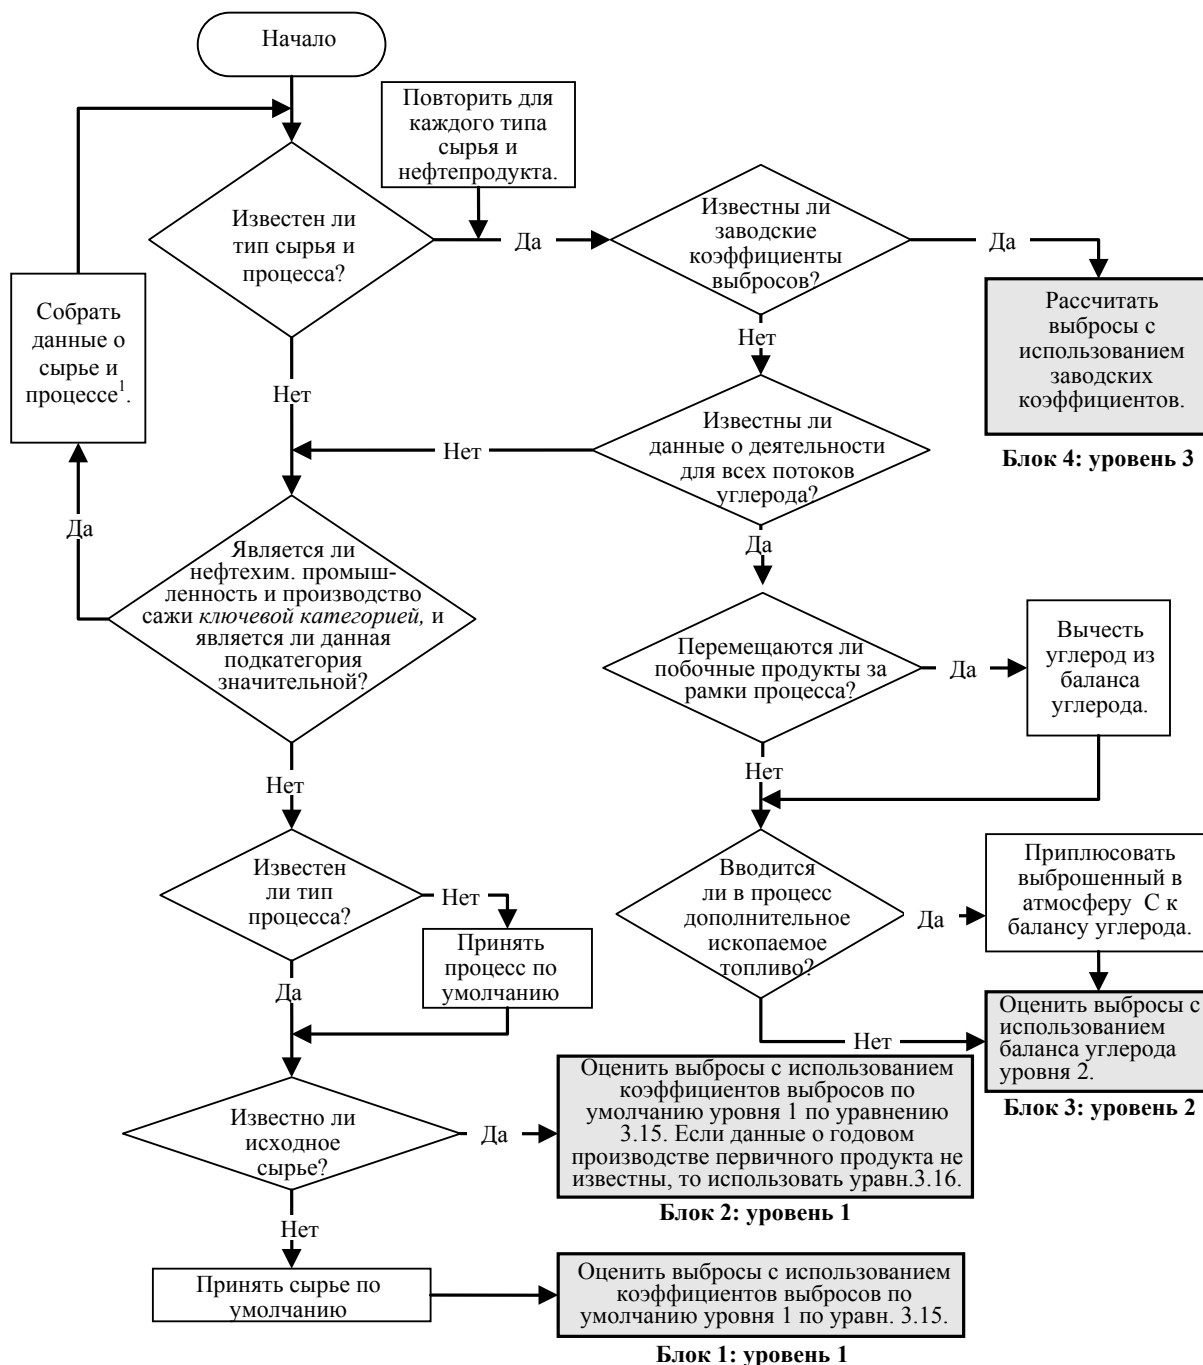 Начало
Повторить для
каждого типа
сырья и
нефтепродукта.
Известен ли
тип сырья и
процесса?
Да
Известны ли
заводские
коэффициенты
выбросов?
Да
Собрать
данные о
сырье и
процессе¹.
Рассчитать
выбросы с
использованием
заводских
коэффициентов.
Блок 4: уровень 3
Нет
Нет
Известны ли
данные о деятельности
для всех потоков
углерода?
Нет
Да
Да
Является ли
нефтехим. промыш-
ленность и производство
сажи ключевой категорией, и
является ли данная
подкатегория
значительной?
Перемещаются ли
побочные продукты за
рамки процесса?
Да
Вычесть
углерод из
баланса
углерода.
Нет
Нет
Известен
ли тип
процесса?
Нет
Принять
процесс по
умолчанию
Да
Вводится
ли в процесс
дополнительное
ископаемое
топливо?
Да
Приплюсовать
выброшенный в
атмосферу С к
балансу углерода.
Нет
Оценить выбросы с
использованием
баланса углерода
уровня 2.
Блок 3: уровень 2
Известно ли
исходное
сырье?
Да
Оценить выбросы с использованием
коэффициентов выбросов по
умолчанию уровня 1 по уравнению
3.15. Если данные о годовом
производстве первичного продукта не
известны, то использовать уравн.3.16.
Блок 2: уровень 1
Нет
Принять сырье по
умолчанию
Оценить выбросы с использованием
коэффициентов выбросов по
умолчанию уровня 1 по уравн. 3.15.
Блок 1: уровень 1